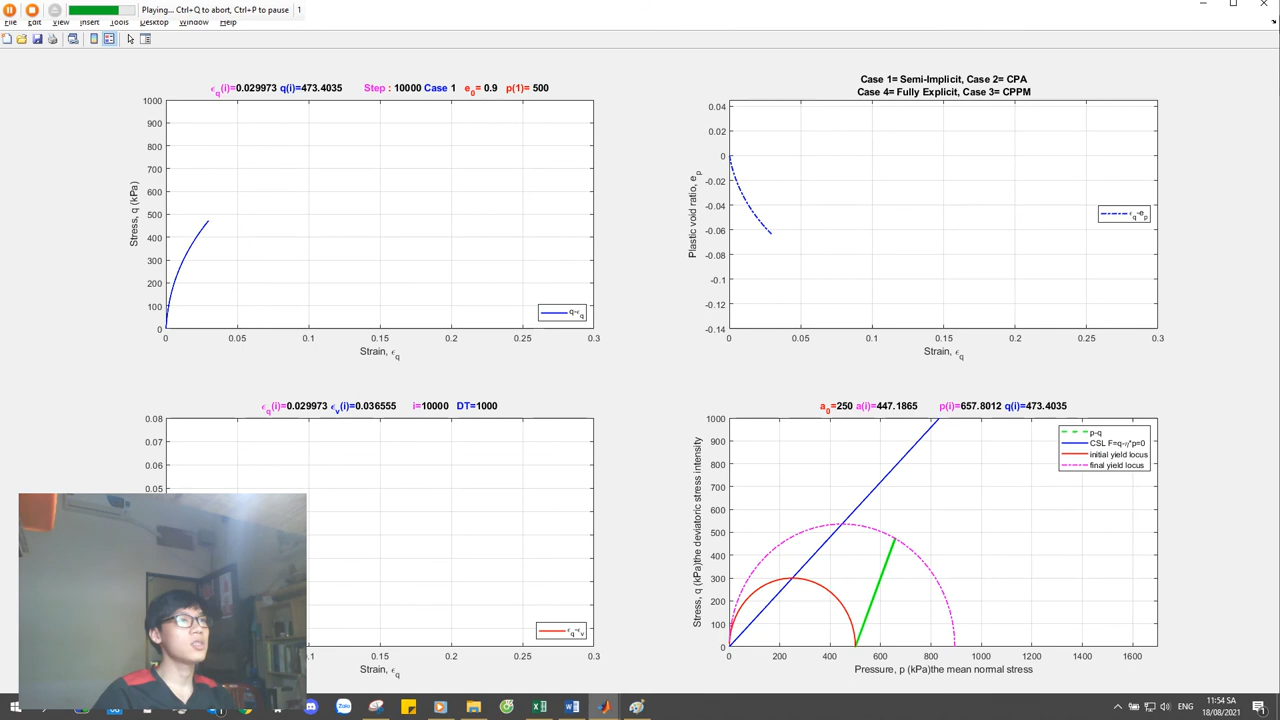 Playing... Ctrl+Q to abort, Ctrl+P to pause 1
File Edit View Insert Tools Desktop Window Help
ϵq(i)=0.029973 q(i)=473.4035 Step : 10000 Case 1 e0= 0.9 p(1)= 500
1000
900
800
700
600
500
400
300
200
100
0
Stress, q (kPa)
q-ϵq
0 0.05 0.1 0.15 0.2 0.25 0.3
Strain, ϵq
Case 1= Semi-Implicit, Case 2= CPA
Case 4= Fully Explicit, Case 3= CPPM
0.04
0.02
0
-0.02
-0.04
-0.06
-0.08
-0.1
-0.12
-0.14
Plastic void ratio, ep
ϵq-ep
0 0.05 0.1 0.15 0.2 0.25 0.3
Strain, ϵq
ϵq(i)=0.029973 ϵv(i)=0.036555 i=10000 DT=1000
0.08
0.07
0.06
0.05
ϵq-ϵv
0.1 0.15 0.2 0.25 0.3
Strain, ϵq
a0=250 a(i)=447.1865 p(i)=657.8012 q(i)=473.4035
1000
900
800
700
600
500
400
300
200
100
0
Stress, q (kPa)the deviatoric stress intensity
p-q
CSL F=q-η*p=0
initial yield locus
final yield locus
0 200 400 600 800 1000 1200 1400 1600
Pressure, p (kPa)the mean normal stress
Zalo
ENG
11:54 SA
18/08/2021